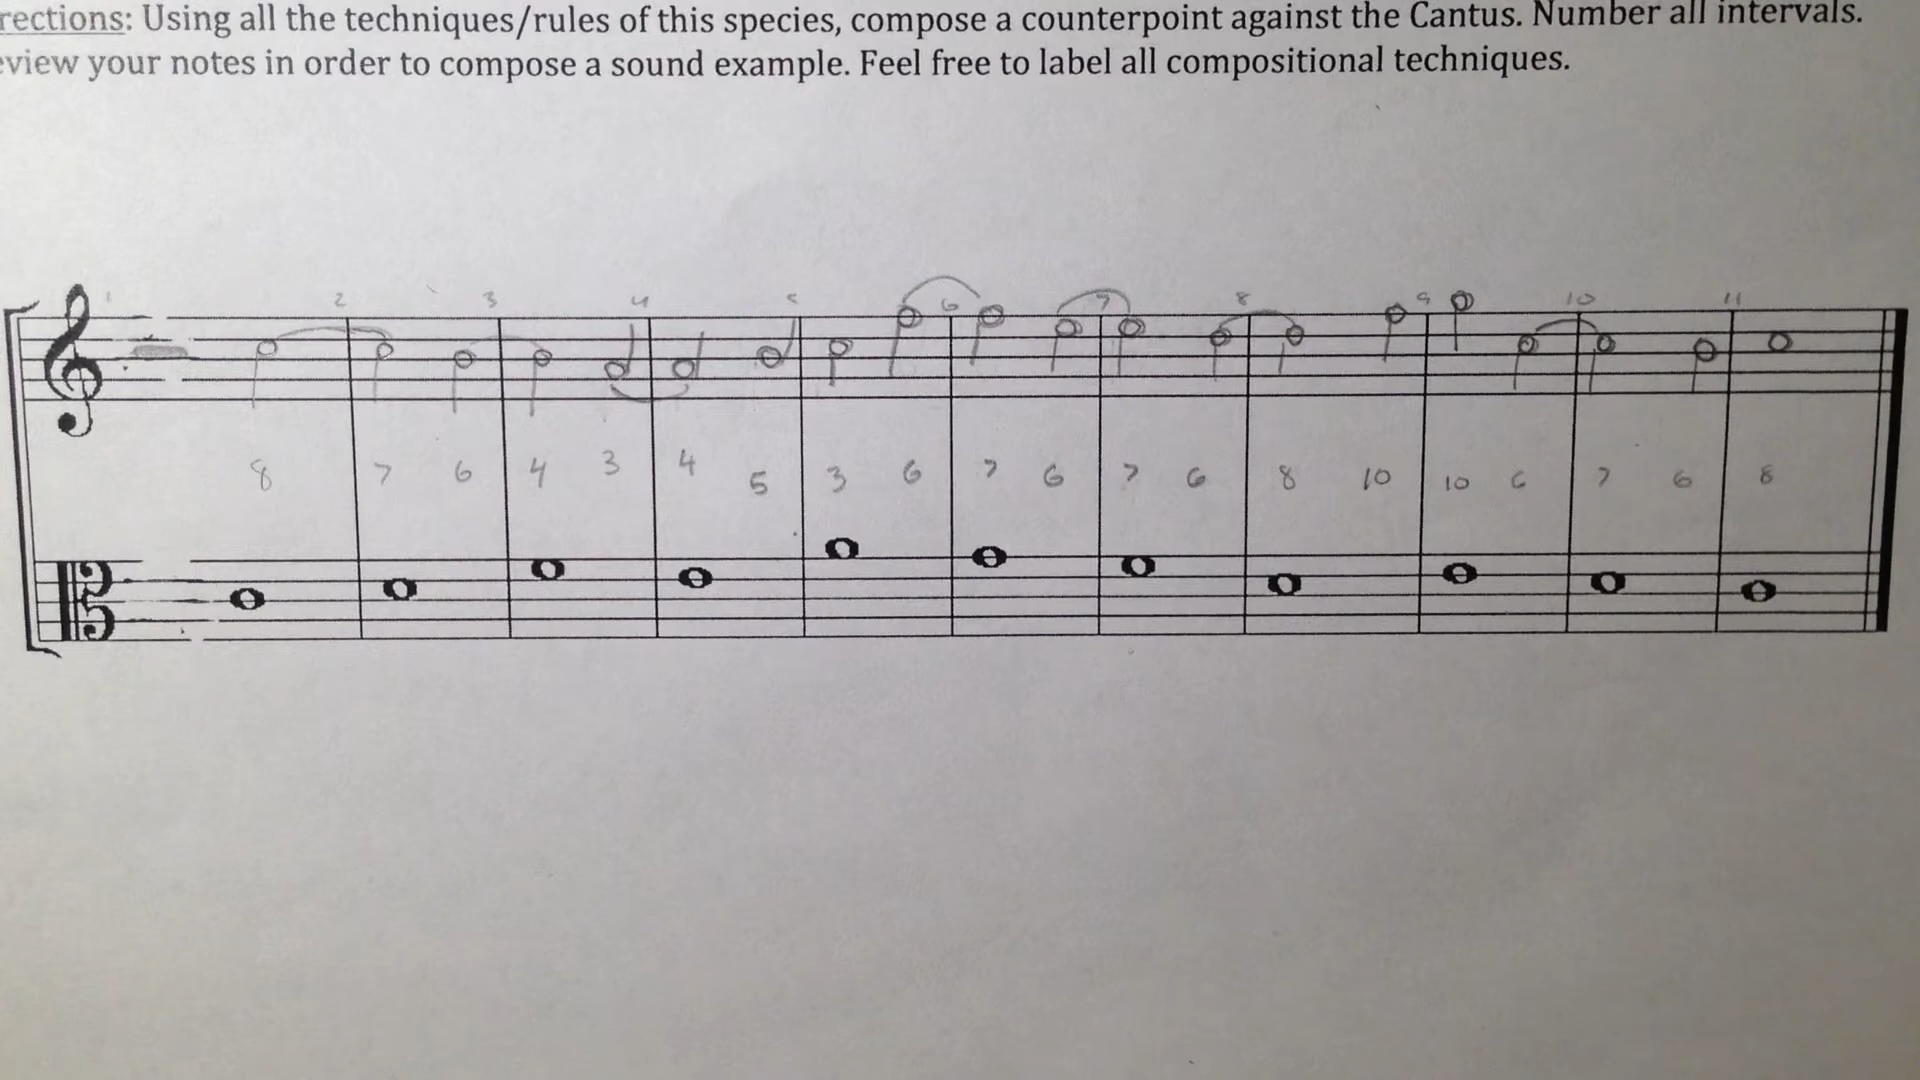 rections: Using all the techniques/rules of this species, compose a counterpoint against the Cantus. Number all intervals.
eview your notes in order to compose a sound example. Feel free to label all compositional techniques.
1 2 3 4 5 6 7 8 9 10 11
8 7 6 4 3 4 5 3 6 7 6 7 6 8 10 10 6 7 6 8